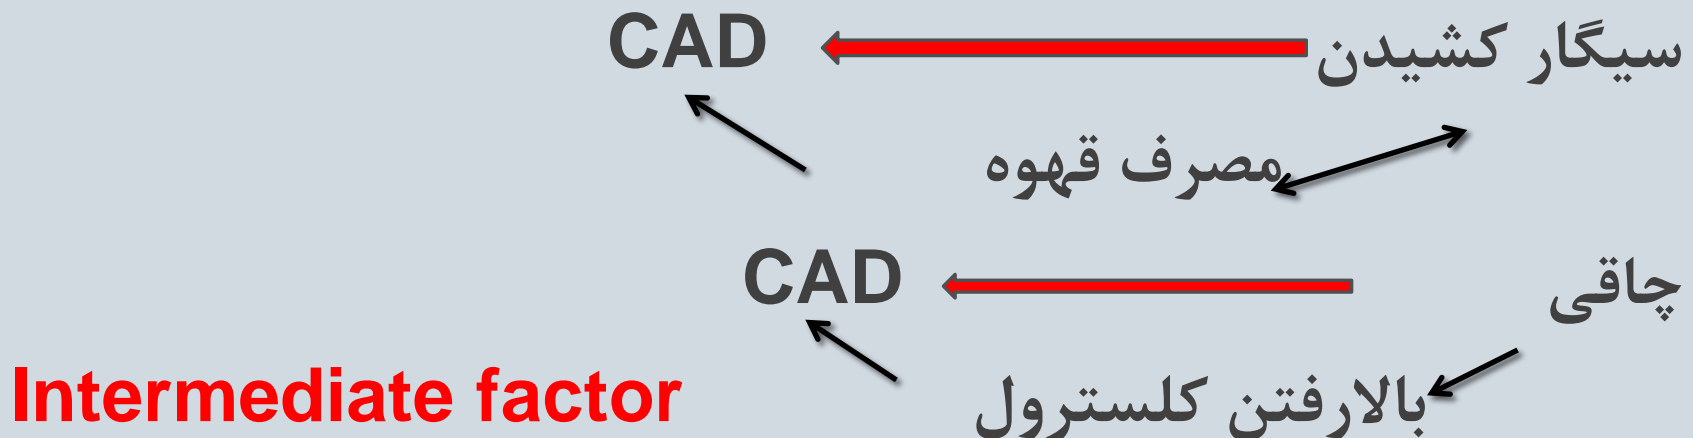 سیگار کشیدن CAD
مصرف قهوه
چاقی CAD
بالارفتن کلسترول Intermediate factor